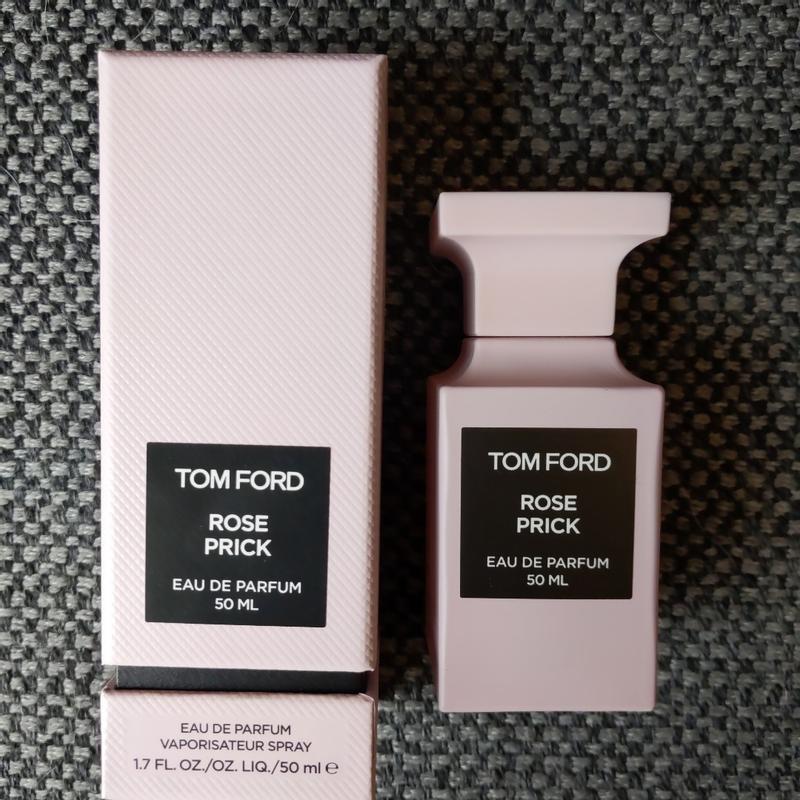 TOM FORD
ROSE
PRICK
EAU DE PARFUM
50 ML
EAU DE PARFUM
VAPORISATEUR SPRAY
1.7 FL. OZ./OZ. LIQ./50 ml ℮
TOM FORD
ROSE
PRICK
EAU DE PARFUM
50 ML